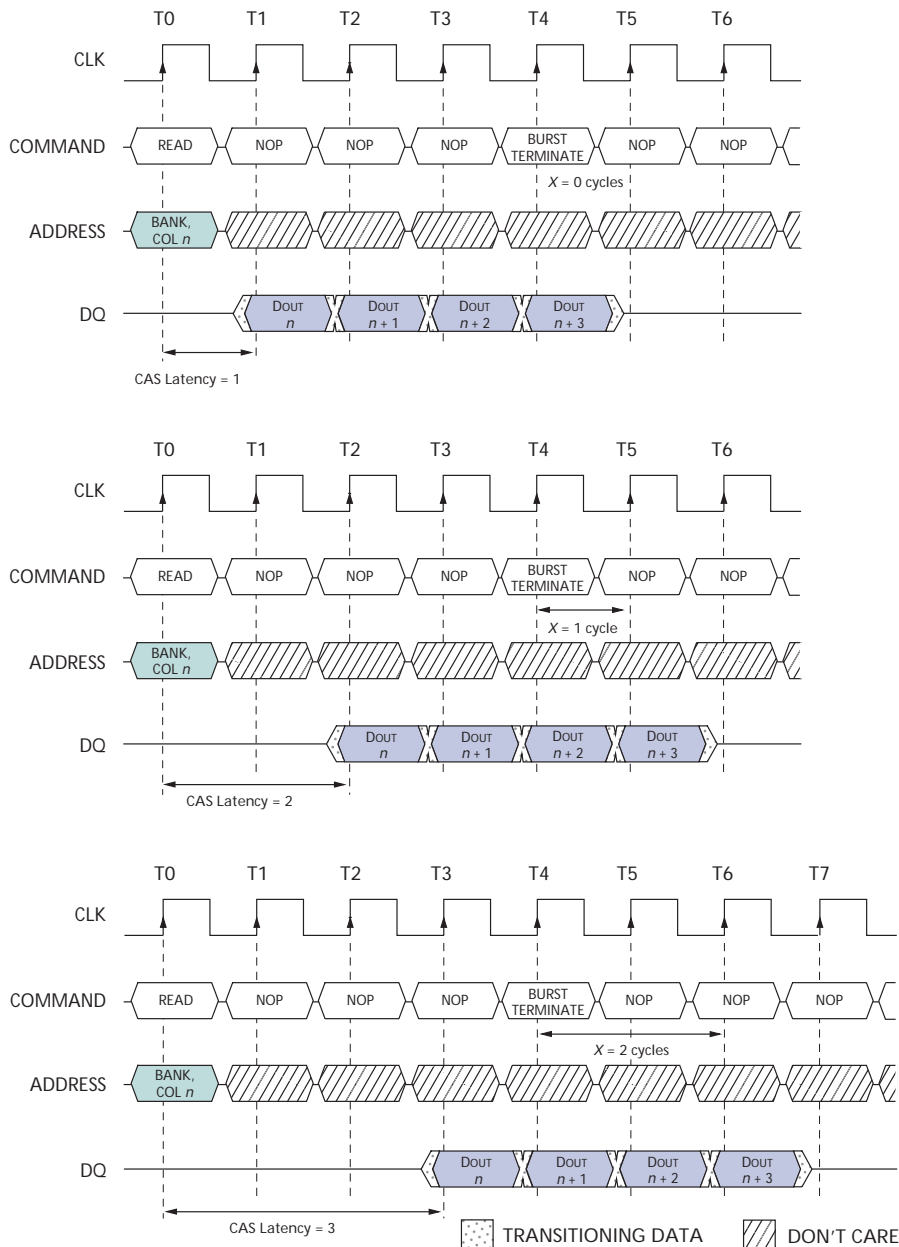 T0 T1 T2 T3 T4 T5 T6
CLK
COMMAND READ NOP NOP NOP BURST TERMINATE NOP NOP
X = 0 cycles
ADDRESS BANK, COL n
DQ DOUT n DOUT n + 1 DOUT n + 2 DOUT n + 3
CAS Latency = 1
T0 T1 T2 T3 T4 T5 T6
CLK
COMMAND READ NOP NOP NOP BURST TERMINATE NOP NOP
X = 1 cycle
ADDRESS BANK, COL n
DQ DOUT n DOUT n + 1 DOUT n + 2 DOUT n + 3
CAS Latency = 2
T0 T1 T2 T3 T4 T5 T6 T7
CLK
COMMAND READ NOP NOP NOP BURST TERMINATE NOP NOP NOP
X = 2 cycles
ADDRESS BANK, COL n
DQ DOUT n DOUT n + 1 DOUT n + 2 DOUT n + 3
CAS Latency = 3
TRANSITIONING DATA DON'T CARE